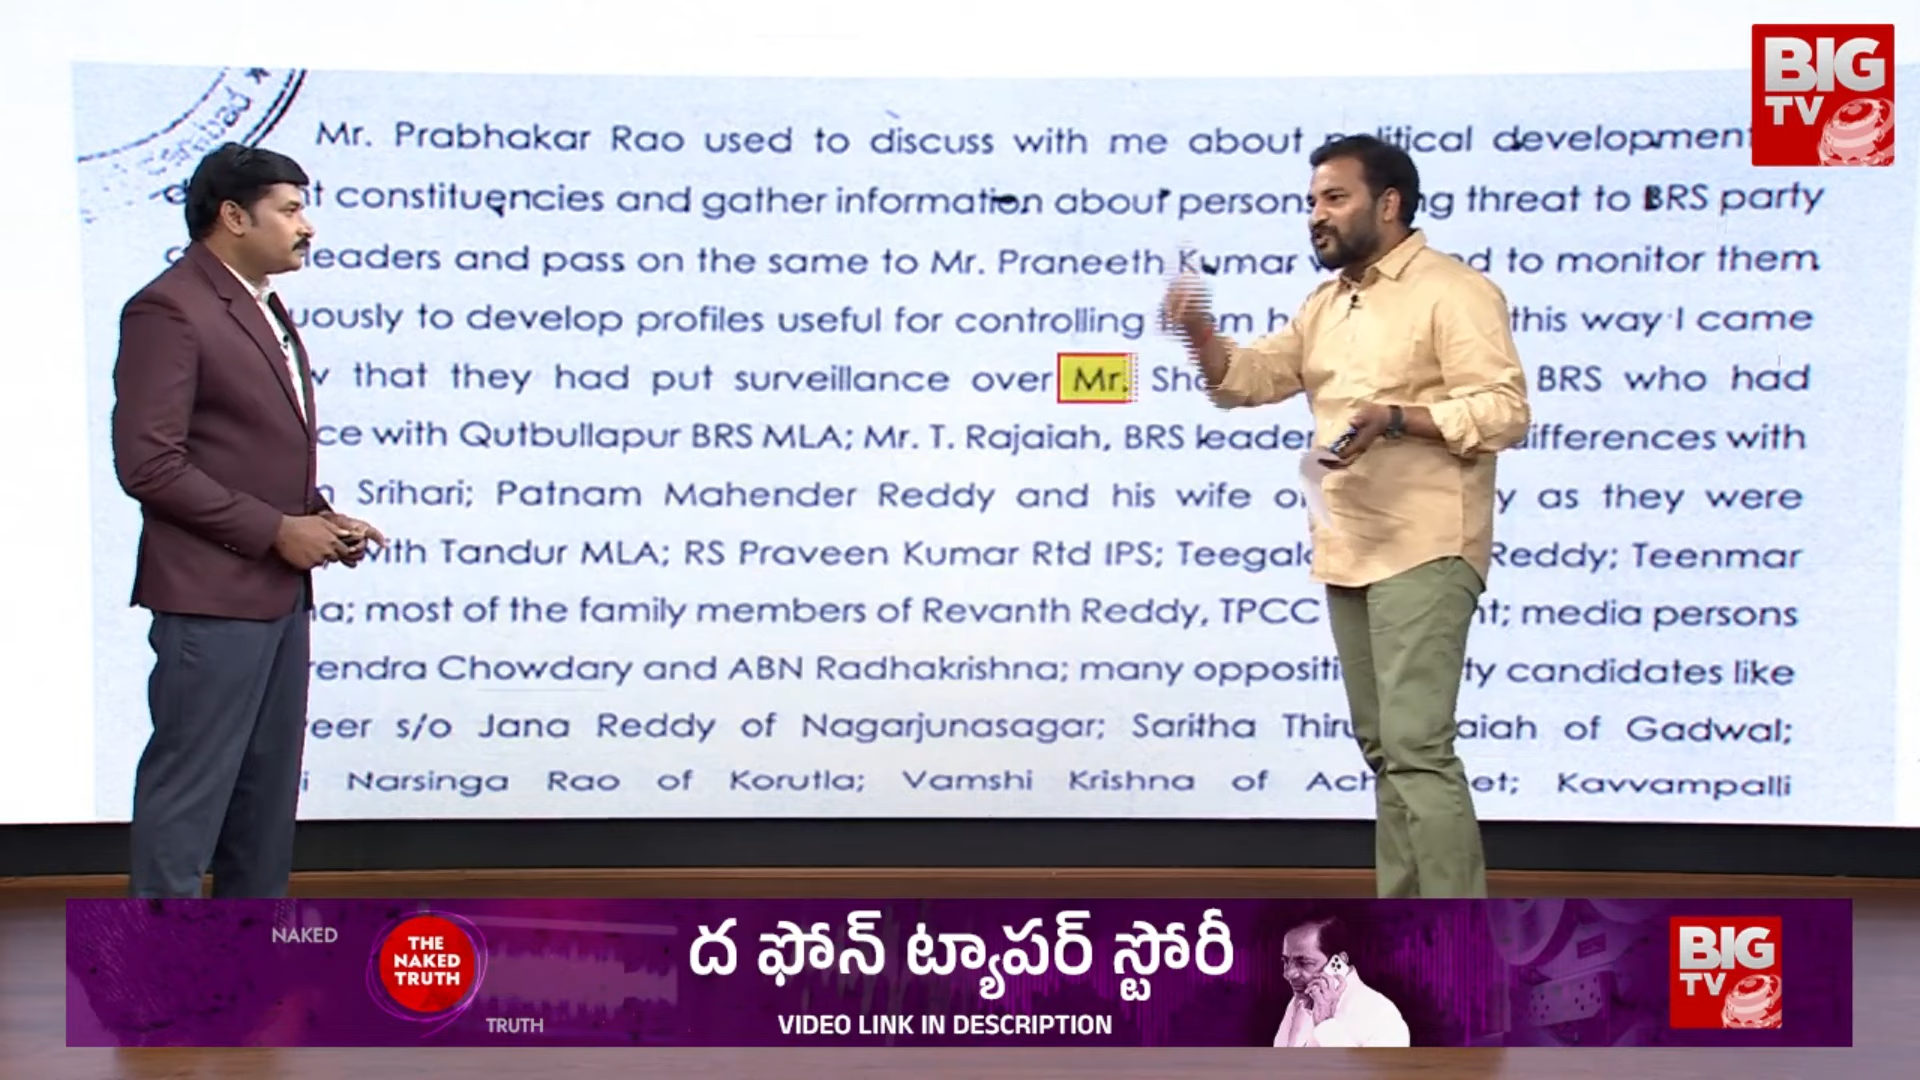 BIG
TV
Mr. Prabhakar Rao used to discuss with me about political development
constituencies and gather information about threat to BRS party
leaders and pass on the same to Mr. Praneeth Kumar to monitor them
to develop profiles useful for controlling this way I came
that they had put surveillance over Mr. BRS who had
with Qutbullapur BRS MLA; Mr. T. Rajaiah, BRS leader differences with
Srihari; Patnam Mahender Reddy and his wife as they were
with Tandur MLA; RS Praveen Kumar Rtd IPS; Reddy; Teenmar
most of the family members of Revanth Reddy, TPCC media persons
Chowdary and ABN Radhakrishna; many candidates like
s/o Jana Reddy of Nagarjunasagar; Saritha of Gadwal;
Narsinga Rao of Korutla; Vamshi Krishna of Kavvampalli
NAKED
THE
NAKED
TRUTH
TRUTH
ద ఫోన్ ట్యాపర్ స్టోరీ
VIDEO LINK IN DESCRIPTION
BIG
TV